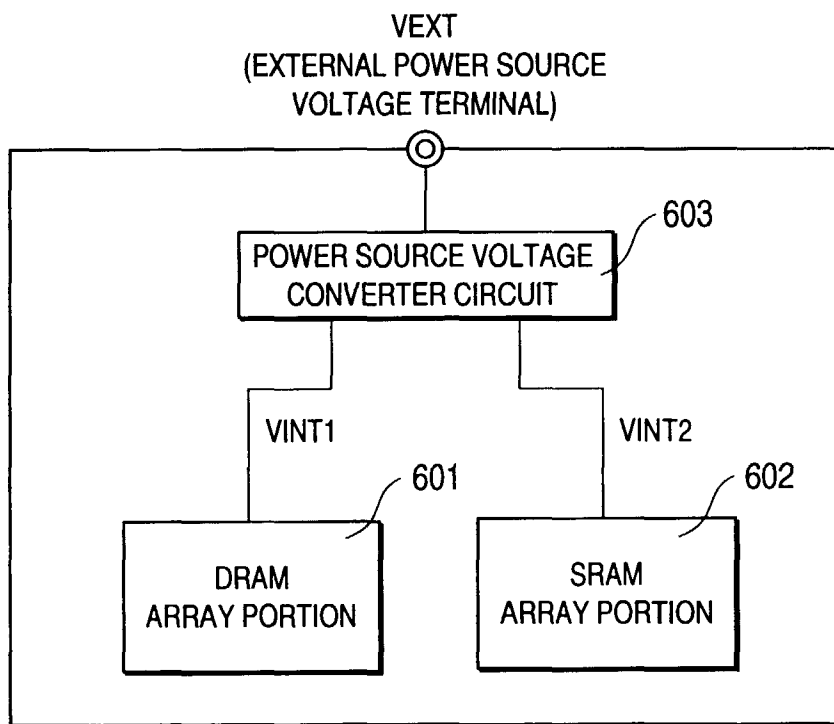 VEXT
(EXTERNAL POWER SOURCE
VOLTAGE TERMINAL)
603
POWER SOURCE VOLTAGE
CONVERTER CIRCUIT
VINT1
VINT2
601
602
DRAM
ARRAY PORTION
SRAM
ARRAY PORTION